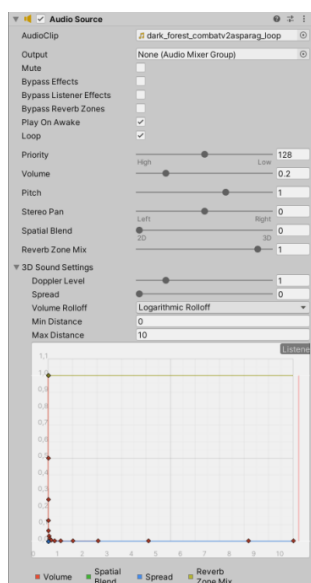 Audio Source
AudioClip dark_forest_combatv2asparag_loop
Output None (Audio Mixer Group)
Mute
Bypass Effects
Bypass Listener Effects
Bypass Reverb Zones
Play On Awake
Loop
Priority 128
High Low
Volume 0.2
Pitch 1
Stereo Pan 0
Left Right
Spatial Blend 0
2D 3D
Reverb Zone Mix 1
3D Sound Settings
Doppler Level 1
Spread 0
Volume Rolloff Logarithmic Rolloff
Min Distance 0
Max Distance 10
Listene
1,1
1,0
0,9
0,8
0,7
0,6
0,5
0,4
0,3
0,2
0,1
0 1 2 3 4 5 6 7 8 9 10
Volume Spatial Blend Spread Reverb Zone Mix